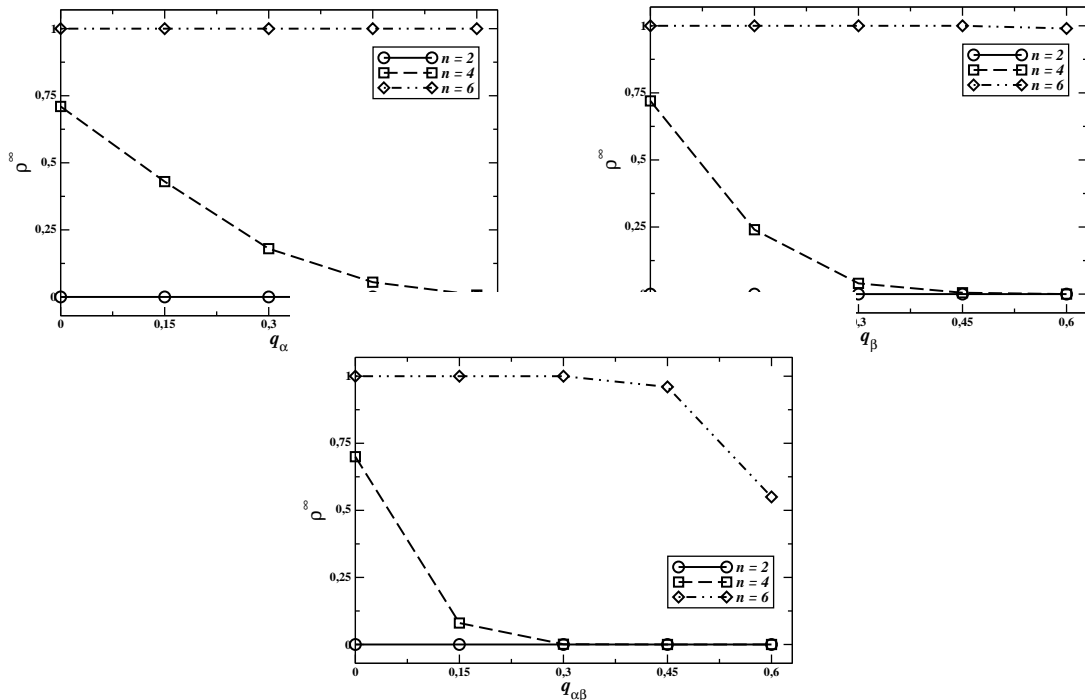 1
0,75
0,5
0,25
0
ρ^∞
n = 2
n = 4
n = 6
0
0,15
0,3
q_α
1
0,75
0,5
0,25
ρ^∞
n = 2
n = 4
n = 6
0,3
0,45
0,6
q_β
1
0,75
0,5
0,25
0
ρ^∞
n = 2
n = 4
n = 6
0
0,15
0,3
0,45
0,6
q_αβ